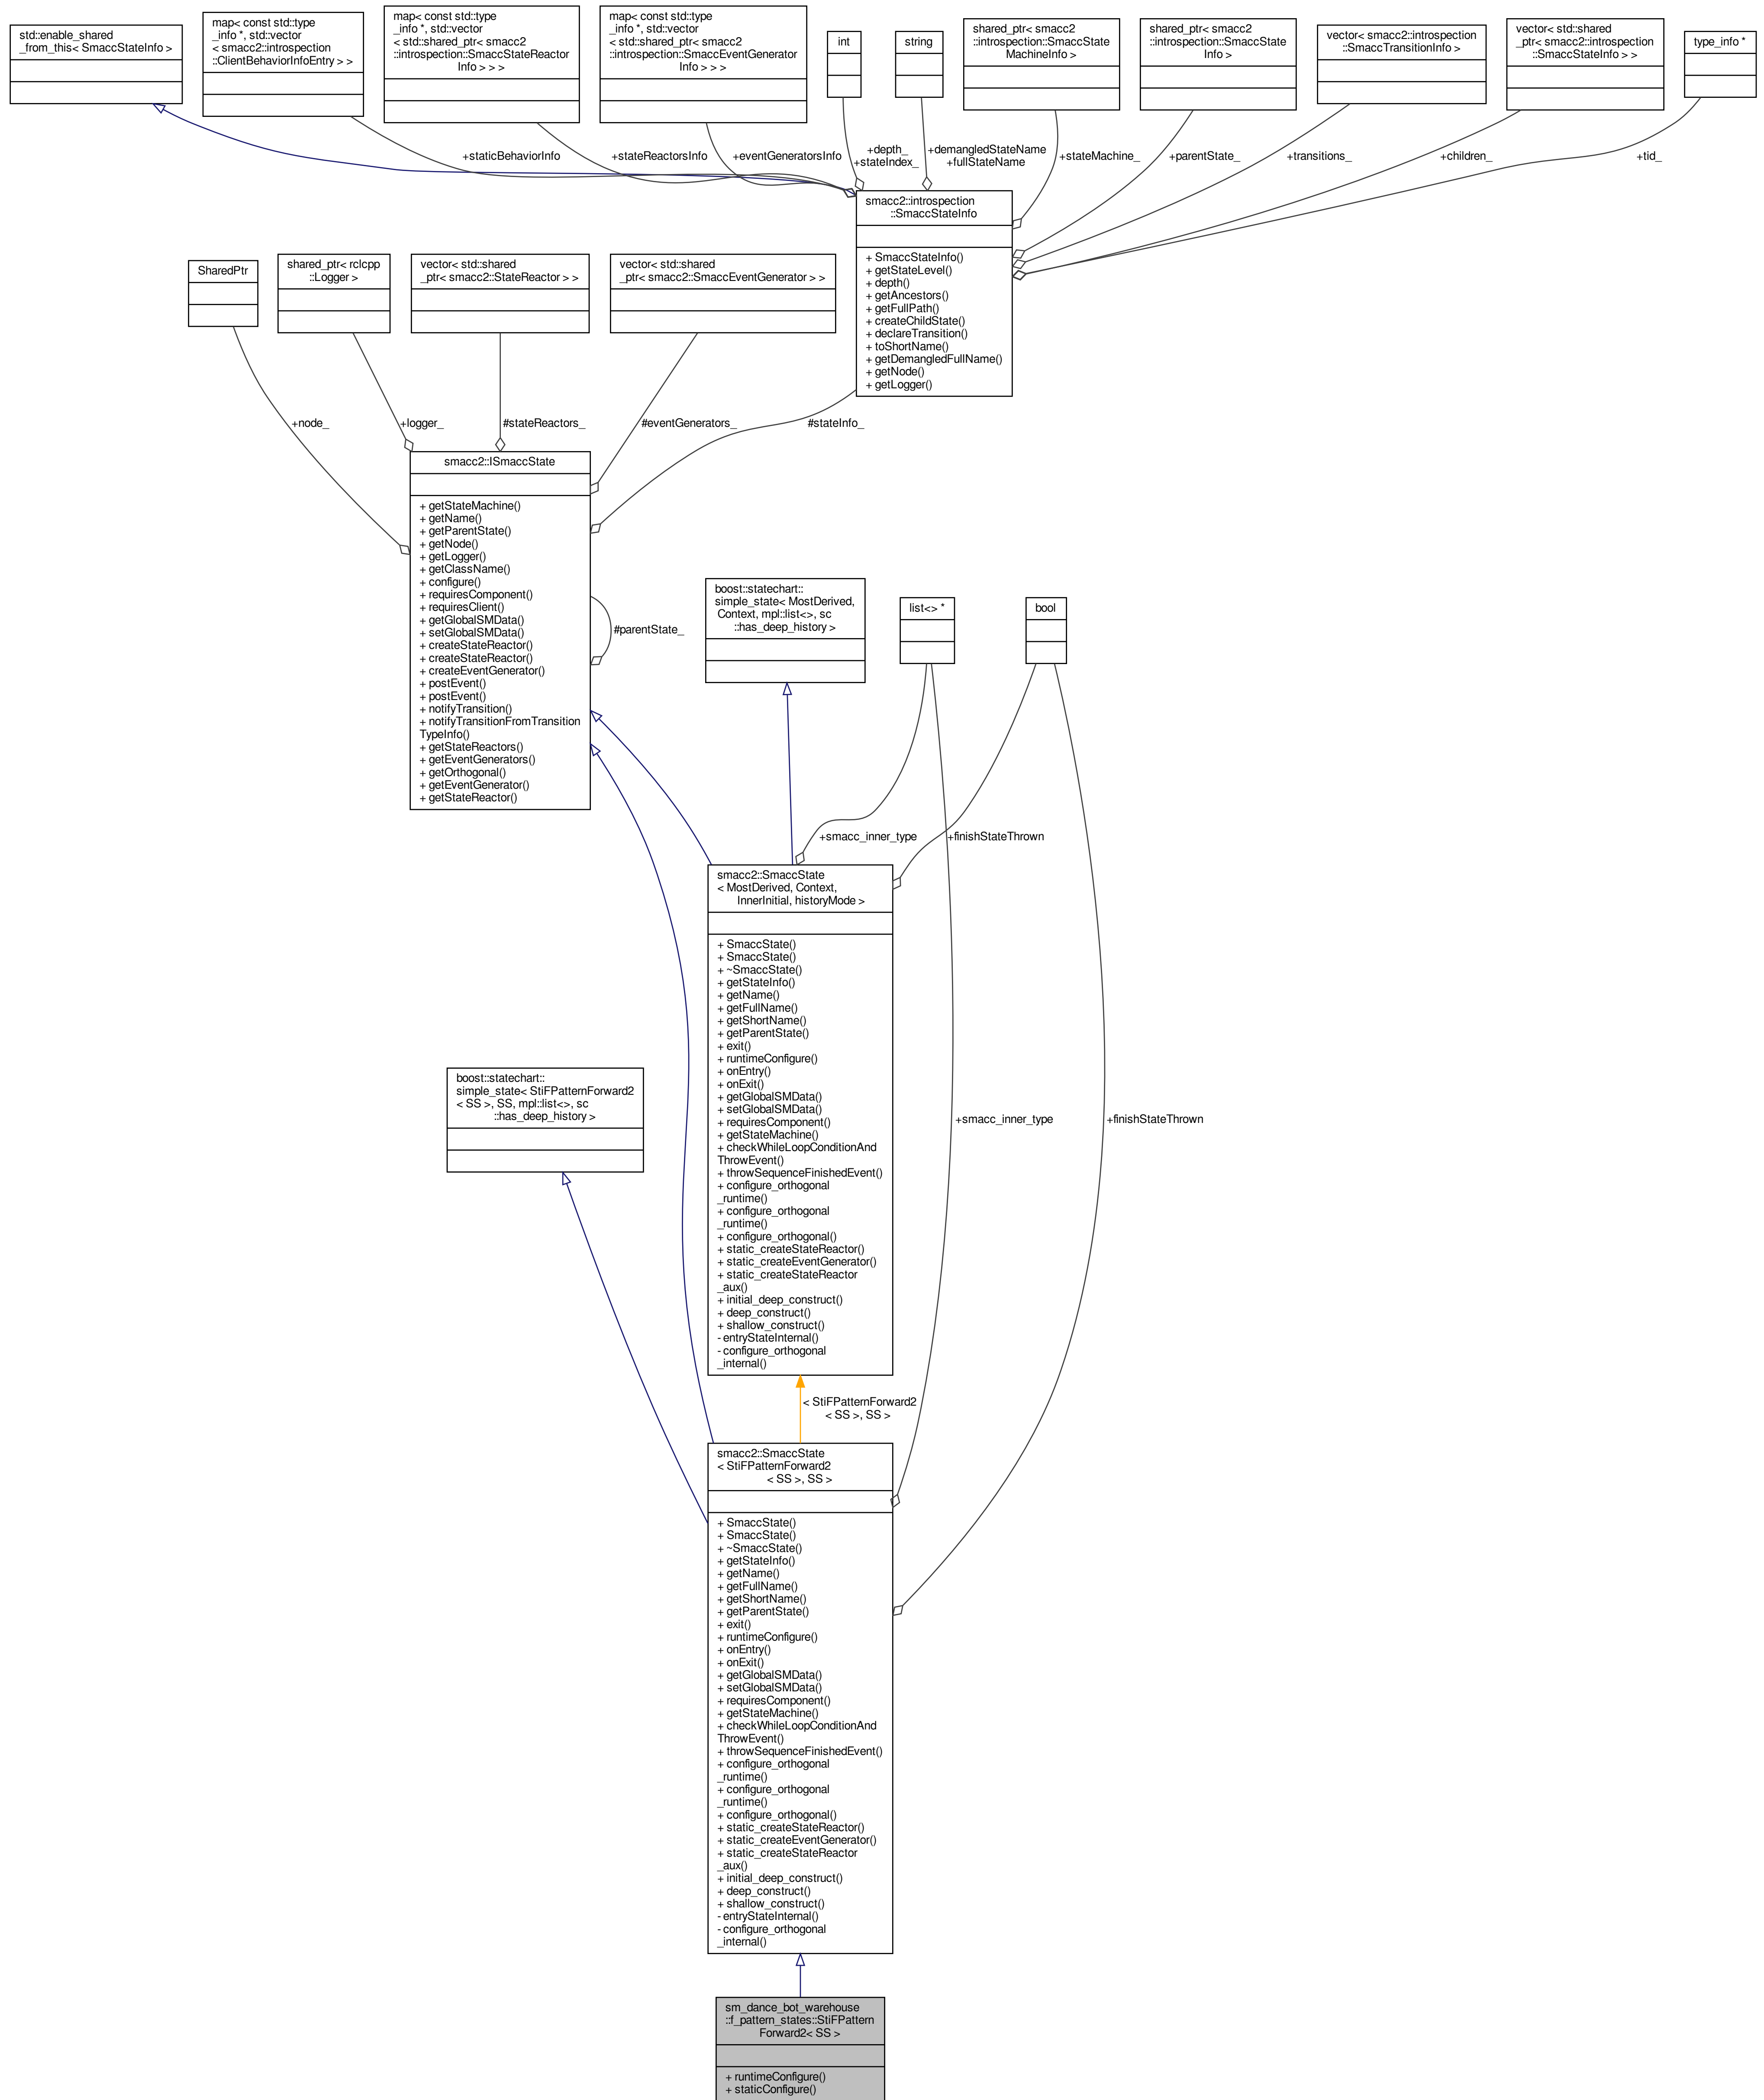 std::enable_shared
_from_this< SmaccStateInfo >
map< const std::type
_info *, std::vector
< smacc2::introspection
::ClientBehaviorInfoEntry > >
map< const std::type
_info *, std::vector
< std::shared_ptr< smacc2
::introspection::SmaccStateReactor
Info > > >
map< const std::type
_info *, std::vector
< std::shared_ptr< smacc2
::introspection::SmaccEventGenerator
Info > > >
int
string
shared_ptr< smacc2
::introspection::SmaccState
MachineInfo >
shared_ptr< smacc2
::introspection::SmaccState
Info >
vector< smacc2::introspection
::SmaccTransitionInfo >
vector< std::shared
_ptr< smacc2::introspection
::SmaccStateInfo > >
type_info *
+staticBehaviorInfo
+stateReactorsInfo
+eventGeneratorsInfo
+depth_
+stateIndex_
+demangledStateName
+fullStateName
+stateMachine_
+parentState_
+transitions_
+children_
+tid_
smacc2::introspection
::SmaccStateInfo
+ SmaccStateInfo()
+ getStateLevel()
+ depth()
+ getAncestors()
+ getFullPath()
+ createChildState()
+ declareTransition()
+ toShortName()
+ getDemangledFullName()
+ getNode()
+ getLogger()
SharedPtr
shared_ptr< rclcpp
::Logger >
vector< std::shared
_ptr< smacc2::StateReactor > >
vector< std::shared
_ptr< smacc2::SmaccEventGenerator > >
+node_
+logger_
#stateReactors_
#eventGenerators_
#stateInfo_
smacc2::ISmaccState
+ getStateMachine()
+ getName()
+ getParentState()
+ getNode()
+ getLogger()
+ getClassName()
+ configure()
+ requiresComponent()
+ requiresClient()
+ getGlobalSMData()
+ setGlobalSMData()
+ createStateReactor()
+ createStateReactor()
+ createEventGenerator()
+ postEvent()
+ postEvent()
+ notifyTransition()
+ notifyTransitionFromTransition
TypeInfo()
+ getStateReactors()
+ getEventGenerators()
+ getOrthogonal()
+ getEventGenerator()
+ getStateReactor()
#parentState_
boost::statechart::
simple_state< MostDerived,
Context, mpl::list<>, sc
::has_deep_history >
list<> *
bool
+smacc_inner_type
+finishStateThrown
smacc2::SmaccState
< MostDerived, Context,
InnerInitial, historyMode >
+ SmaccState()
+ SmaccState()
+ ~SmaccState()
+ getStateInfo()
+ getName()
+ getFullName()
+ getShortName()
+ getParentState()
+ exit()
+ runtimeConfigure()
+ onEntry()
+ onExit()
+ getGlobalSMData()
+ setGlobalSMData()
+ requiresComponent()
+ getStateMachine()
+ checkWhileLoopConditionAnd
ThrowEvent()
+ throwSequenceFinishedEvent()
+ configure_orthogonal
_runtime()
+ configure_orthogonal
_runtime()
+ configure_orthogonal()
+ static_createStateReactor()
+ static_createEventGenerator()
+ static_createStateReactor
_aux()
+ initial_deep_construct()
+ deep_construct()
+ shallow_construct()
- entryStateInternal()
- configure_orthogonal
_internal()
boost::statechart::
simple_state< StiFPatternForward2
< SS >, SS, mpl::list<>, sc
::has_deep_history >
+smacc_inner_type
+finishStateThrown
< StiFPatternForward2
< SS >, SS >
smacc2::SmaccState
< StiFPatternForward2
< SS >, SS >
+ SmaccState()
+ SmaccState()
+ ~SmaccState()
+ getStateInfo()
+ getName()
+ getFullName()
+ getShortName()
+ getParentState()
+ exit()
+ runtimeConfigure()
+ onEntry()
+ onExit()
+ getGlobalSMData()
+ setGlobalSMData()
+ requiresComponent()
+ getStateMachine()
+ checkWhileLoopConditionAnd
ThrowEvent()
+ throwSequenceFinishedEvent()
+ configure_orthogonal
_runtime()
+ configure_orthogonal
_runtime()
+ configure_orthogonal()
+ static_createStateReactor()
+ static_createEventGenerator()
+ static_createStateReactor
_aux()
+ initial_deep_construct()
+ deep_construct()
+ shallow_construct()
- entryStateInternal()
- configure_orthogonal
_internal()
sm_dance_bot_warehouse
::f_pattern_states::StiFPattern
Forward2< SS >
+ runtimeConfigure()
+ staticConfigure()